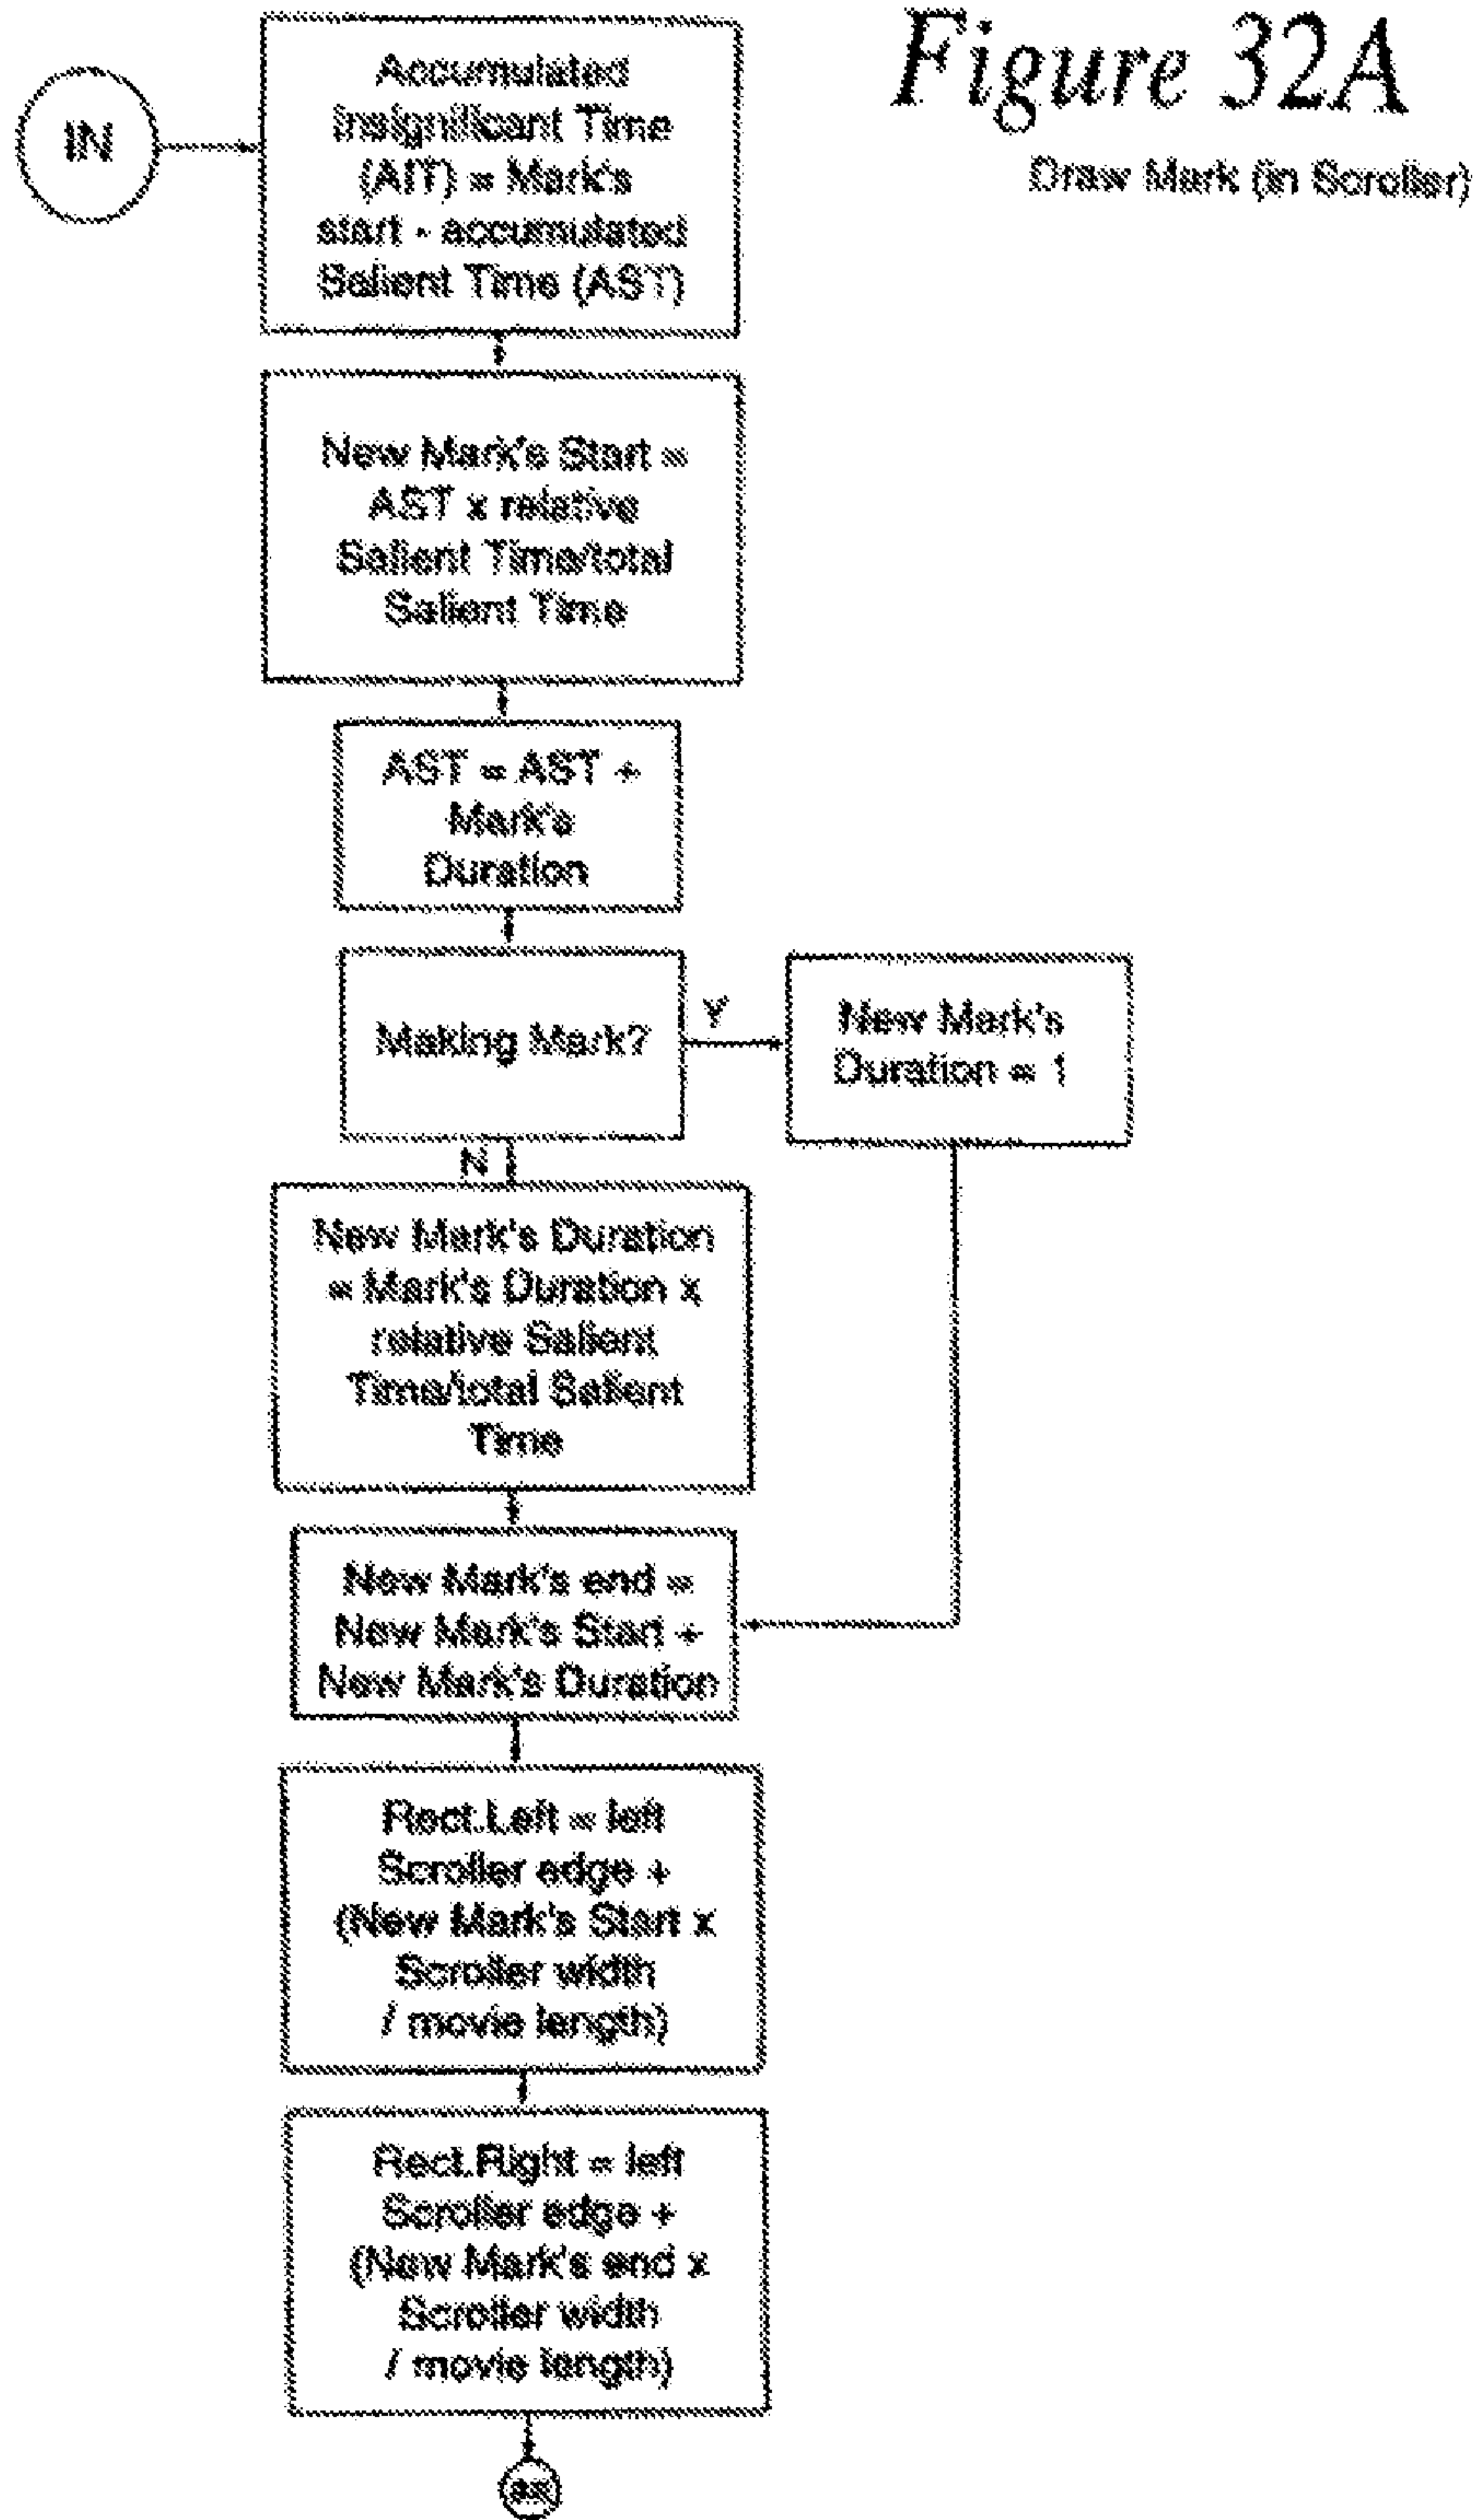 Figure 32A
Draw Mark (in Scroller)
IN
Accumulated
Insignificant Time
(AIT) = Mark's
start - accumulated
Salient Time (AST)
New Mark's Start =
AST x relative
Salient Time/total
Salient Time
AST = AST +
Mark's
Duration
Making Mark?
Y
New Mark's
Duration = 1
N
New Mark's Duration
= Mark's Duration x
relative Salient
Time/total Salient
Time
New Mark's end =
New Mark's Start +
New Mark's Duration
Rect.Left = left
Scroller edge +
(New Mark's Start x
Scroller width
/ movie length)
Rect.Right = left
Scroller edge +
(New Mark's end x
Scroller width
/ movie length)